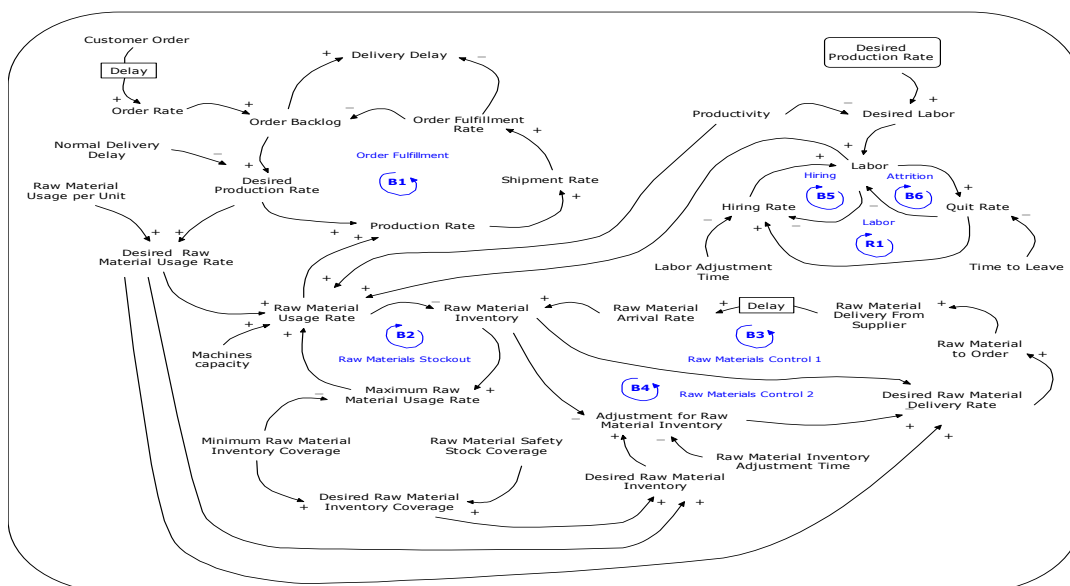 Customer Order
Delay
Order Rate
Delivery Delay
Order Backlog
Order Fulfillment
Rate
Normal Delivery
Delay
Order Fulfillment
B1
Raw Material
Usage per Unit
Desired
Production Rate
Shipment Rate
Production Rate
Desired Raw
Material Usage Rate
Desired
Production Rate
Productivity
Desired Labor
Labor
Hiring
Attrition
B5
B6
Hiring Rate
Quit Rate
Labor
R1
Labor Adjustment
Time
Time to Leave
Raw Material
Usage Rate
Raw Material
Inventory
Raw Material
Arrival Rate
Delay
Raw Material
Delivery From
Supplier
B2
B3
Machines
capacity
Raw Materials Stockout
Raw Materials Control 1
Raw Material
to Order
Maximum Raw
Material Usage Rate
B4
Raw Materials Control 2
Desired Raw Material
Delivery Rate
Adjustment for Raw
Material Inventory
Minimum Raw Material
Inventory Coverage
Raw Material Safety
Stock Coverage
Raw Material Inventory
Adjustment Time
Desired Raw Material
Inventory
Desired Raw Material
Inventory Coverage